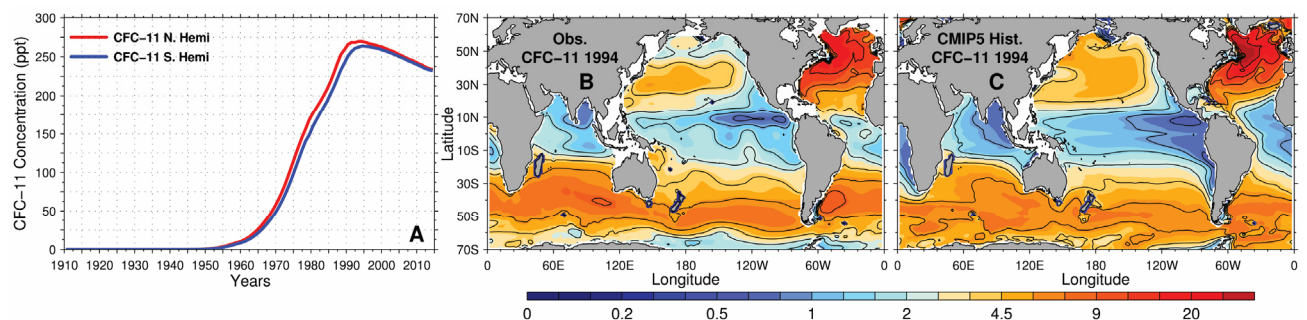 300
250
200
150
100
50
0
CFC-11 Concentration (ppt)
CFC-11 N. Hemi
CFC-11 S. Hemi
A
1910 1920 1930 1940 1950 1960 1970 1980 1990 2000 2010
Years
70N
50N
30N
10N
10S
30S
50S
70S
Latitude
Obs.
CFC-11 1994
B
0 60E 120E 180 120W 60W 0
Longitude
CMIP5 Hist.
CFC-11 1994
C
60E 120E 180 120W 60W 0
Longitude
0 0.2 0.5 1 2 4.5 9 20